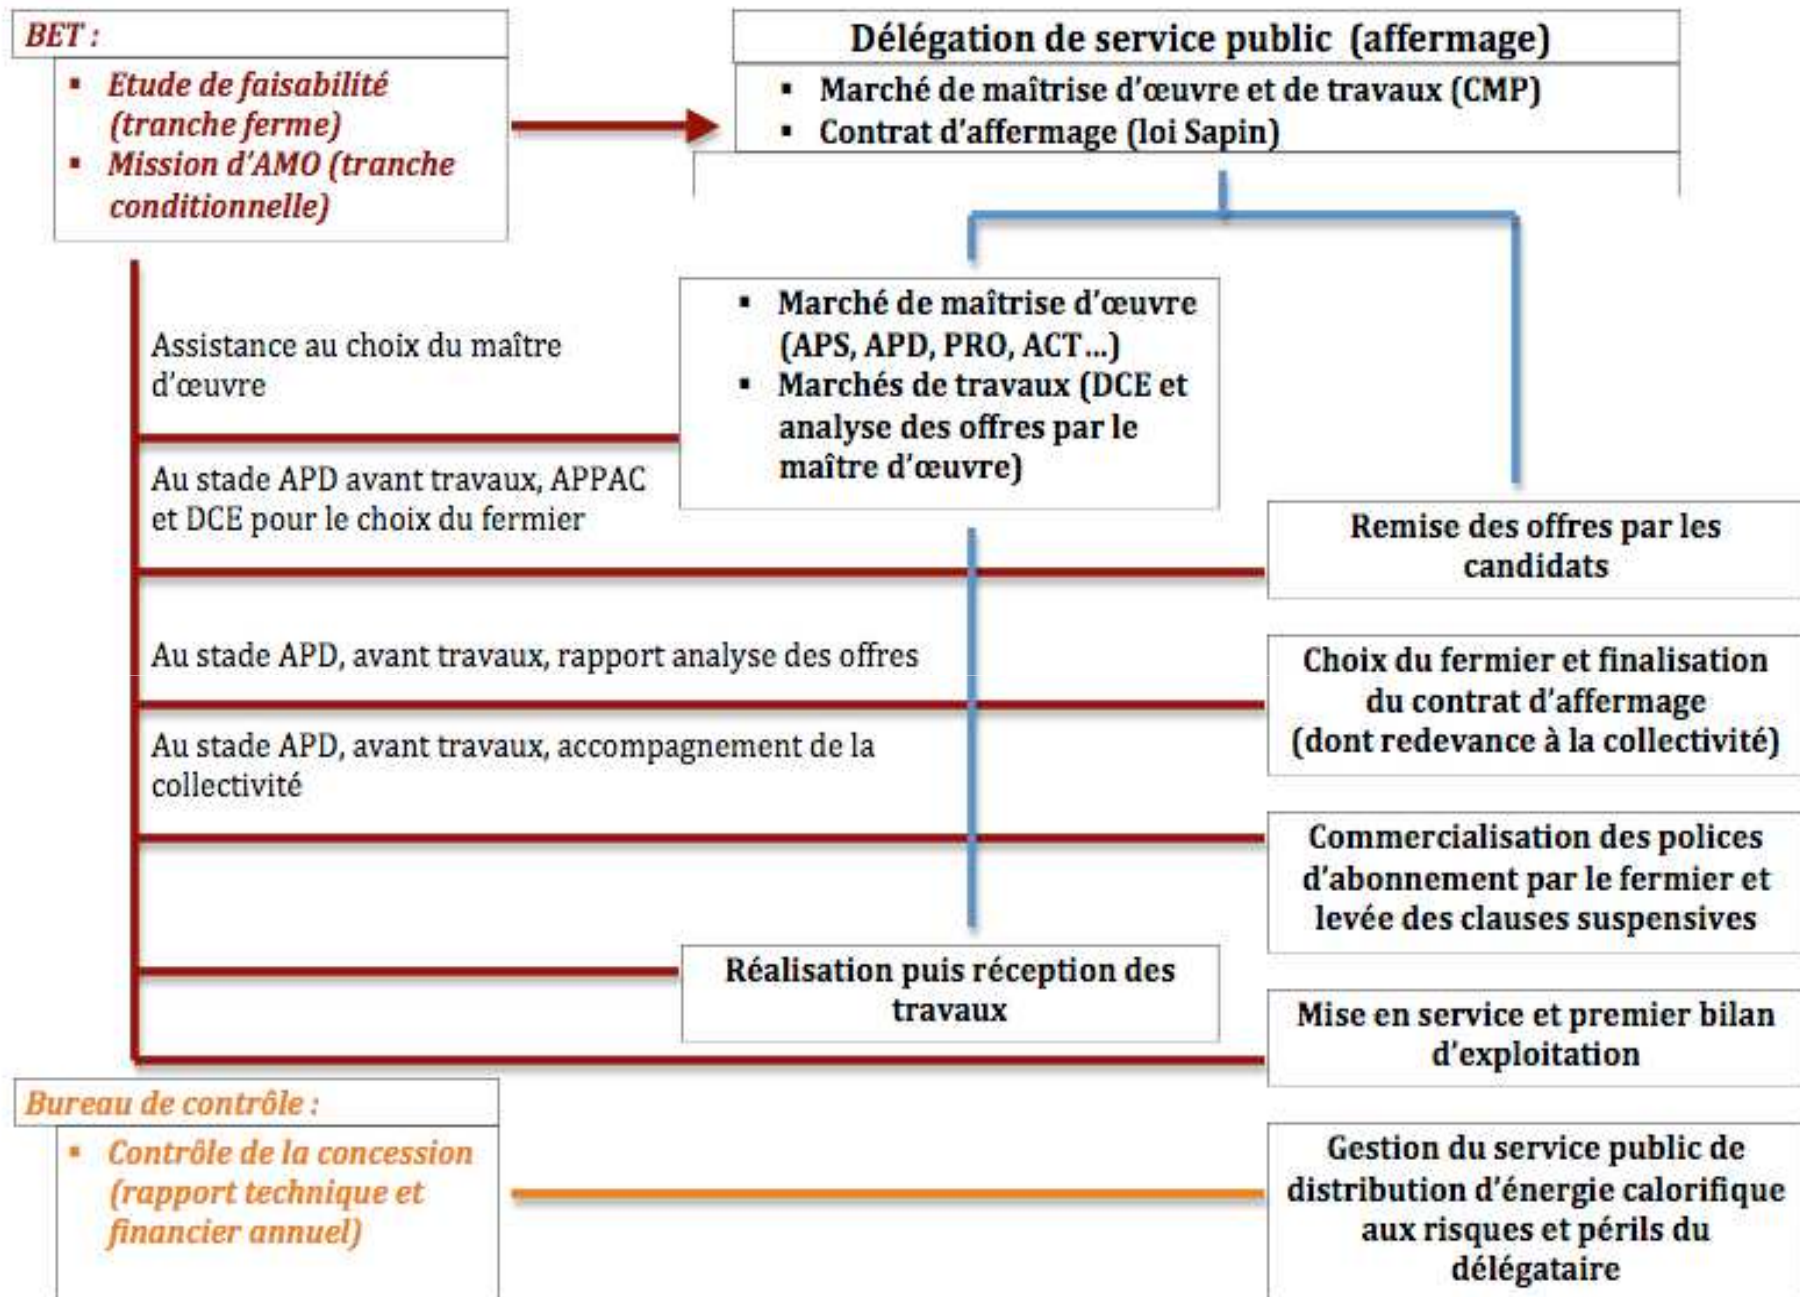 BET :
▪ Etude de faisabilité
(tranche ferme)
▪ Mission d'AMO (tranche
conditionnelle)
Délégation de service public (affermage)
▪ Marché de maîtrise d'œuvre et de travaux (CMP)
▪ Contrat d'affermage (loi Sapin)
▪ Marché de maîtrise d'œuvre
(APS, APD, PRO, ACT...)
▪ Marchés de travaux (DCE et
analyse des offres par le
maître d'œuvre)
Assistance au choix du maître
d'œuvre
Au stade APD avant travaux, APPAC
et DCE pour le choix du fermier
Remise des offres par les
candidats
Au stade APD, avant travaux, rapport analyse des offres
Choix du fermier et finalisation
du contrat d'affermage
(dont redevance à la collectivité)
Au stade APD, avant travaux, accompagnement de la
collectivité
Commercialisation des polices
d'abonnement par le fermier et
levée des clauses suspensives
Réalisation puis réception des
travaux
Mise en service et premier bilan
d'exploitation
Bureau de contrôle :
▪ Contrôle de la concession
(rapport technique et
financier annuel)
Gestion du service public de
distribution d'énergie calorifique
aux risques et périls du
délégataire